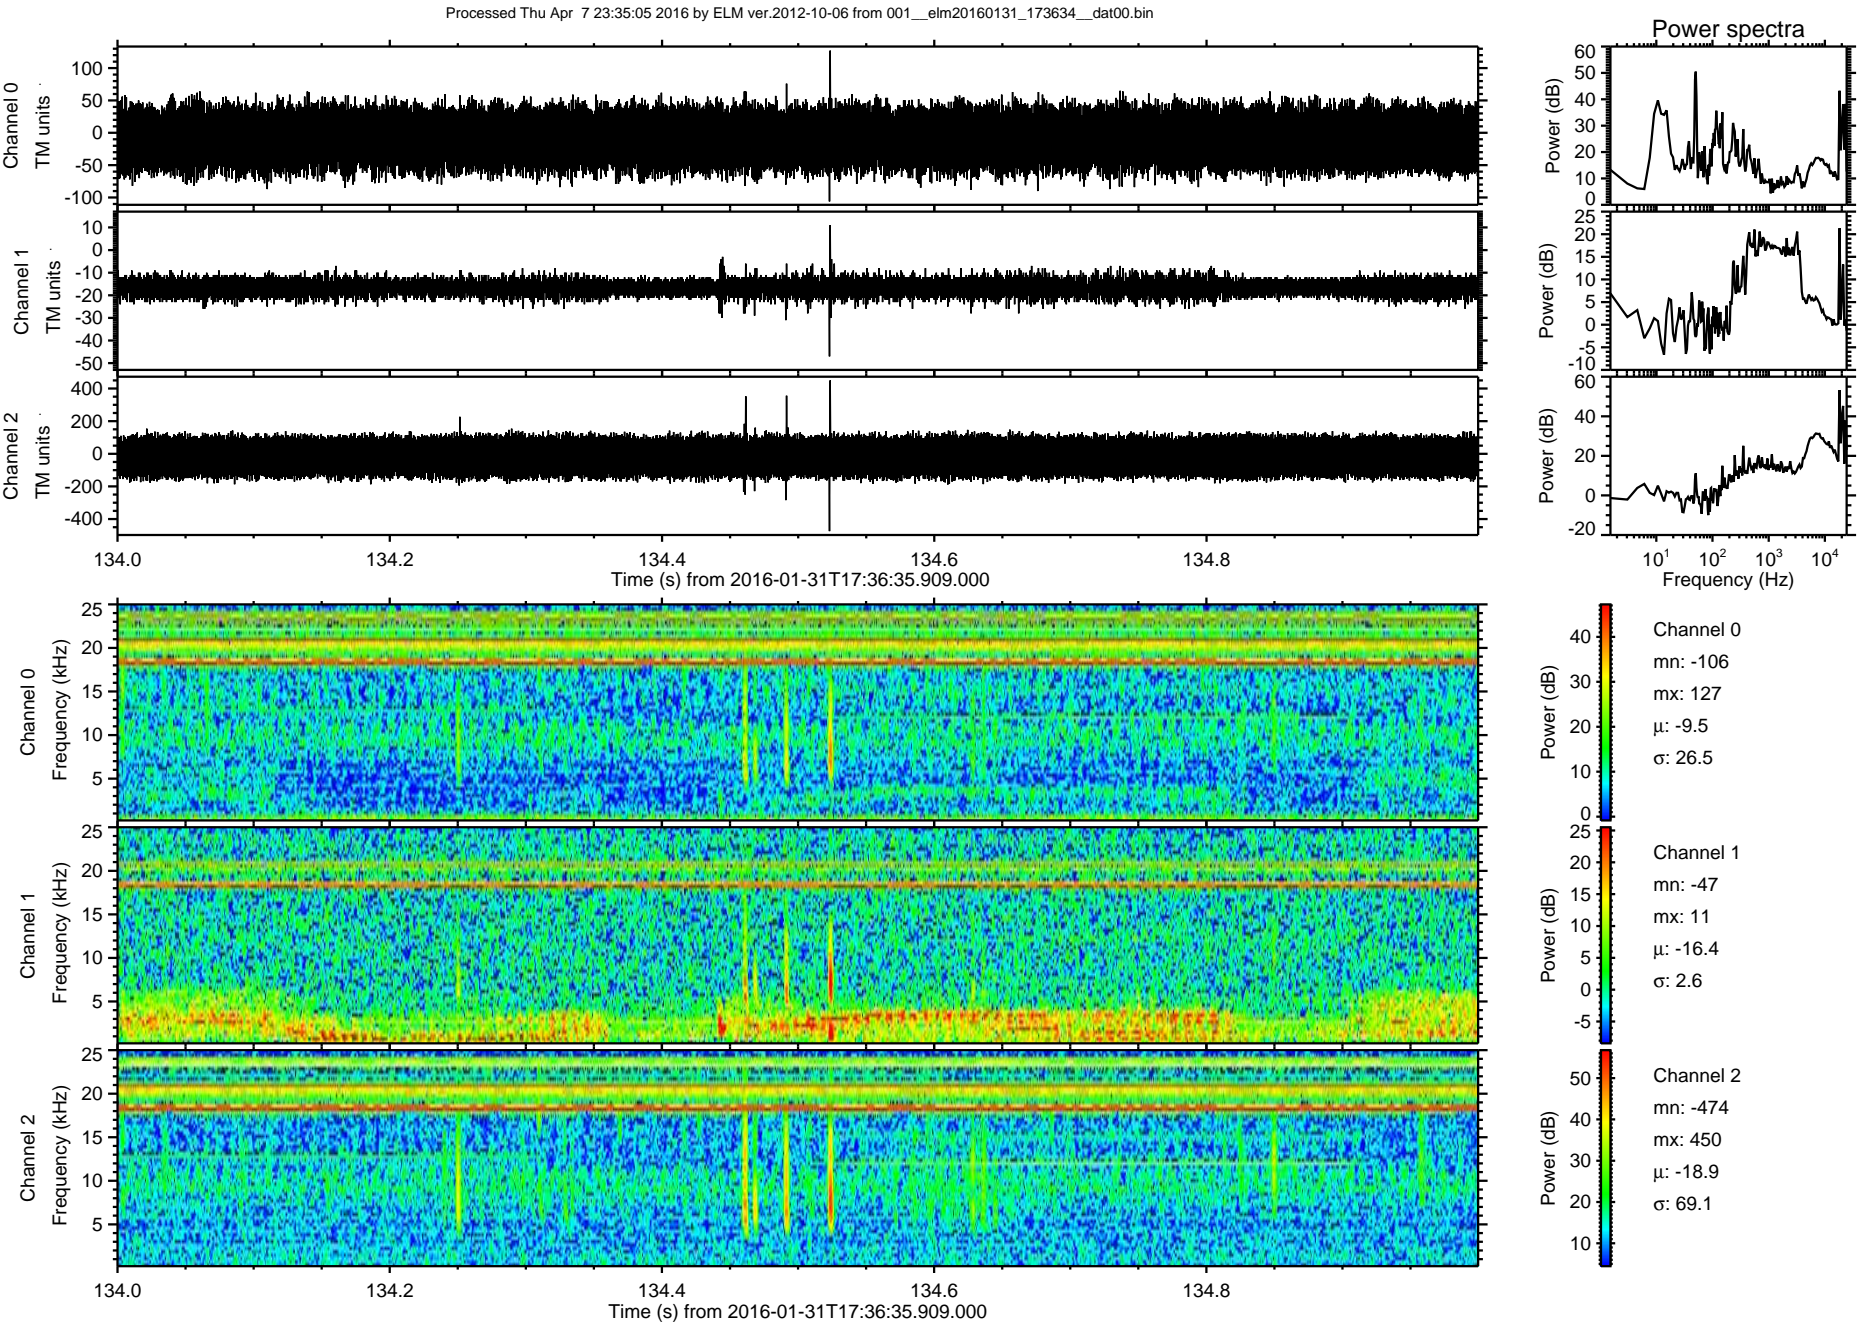 Processed Thu Apr  7 23:35:05 2016 by ELM ver.2012-10-06 from 001__elm20160131_173634__dat00.bin
Power spectra
Channel 0
TM units
100
50
0
-50
-100
Power (dB)
60
50
40
30
20
10
0
Channel 1
TM units
10
0
-10
-20
-30
-40
-50
Power (dB)
25
20
15
10
5
0
-5
-10
Channel 2
TM units
400
200
0
-200
-400
Power (dB)
60
40
20
0
-20
134.0 134.2 134.4 134.6 134.8
Time (s) from 2016-01-31T17:36:35.909.000
10¹ 10² 10³ 10⁴
Frequency (Hz)
Channel 0
Frequency (kHz)
25
20
15
10
5
Power (dB)
40
30
20
10
0
Channel 0
mn: -106
mx: 127
μ: -9.5
σ: 26.5
Channel 1
Frequency (kHz)
25
20
15
10
5
Power (dB)
25
20
15
10
5
0
-5
Channel 1
mn: -47
mx: 11
μ: -16.4
σ: 2.6
Channel 2
Frequency (kHz)
25
20
15
10
5
Power (dB)
50
40
30
20
10
Channel 2
mn: -474
mx: 450
μ: -18.9
σ: 69.1
134.0 134.2 134.4 134.6 134.8
Time (s) from 2016-01-31T17:36:35.909.000